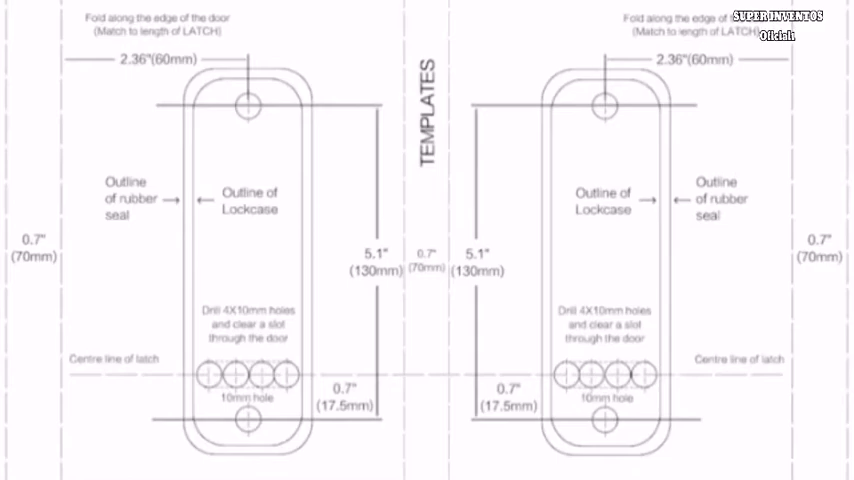 Fold along the edge of the door
(Match to length of LATCH)
2.36"(60mm)
Outline
of rubber
seal
Outline of
Lockcase
0.7"
(70mm)
5.1"
(130mm)
Drill 4X10mm holes
and clear a slot
through the door
Centre line of latch
10mm hole
0.7"
(17.5mm)
TEMPLATES
0.7"
(70mm)
Fold along the edge of
(Match to length of LATCH)
SUPER INVENTOS
Oficial1
2.36"(60mm)
Outline of
Lockcase
Outline
of rubber
seal
5.1"
(130mm)
0.7"
(70mm)
Drill 4X10mm holes
and clear a slot
through the door
Centre line of latch
10mm hole
0.7"
(17.5mm)